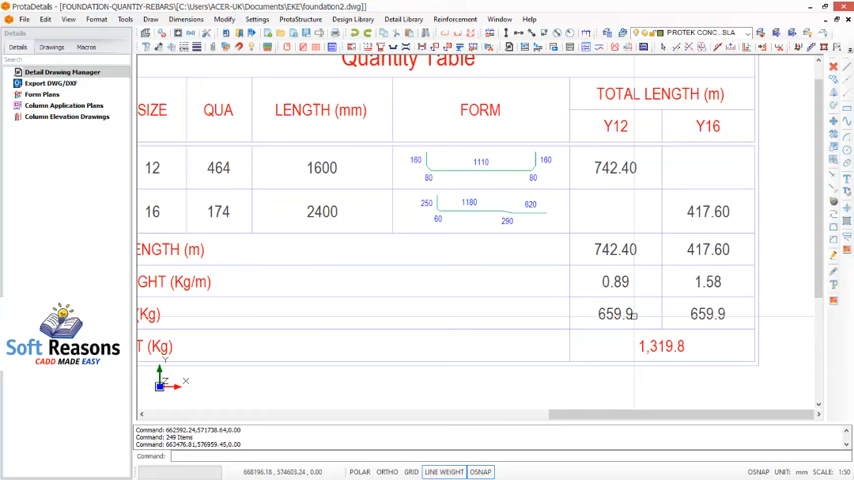 ProtaDetails - [FOUNDATION-QUANTIY-REBARS/[C:\Users\ACER-UK\Documents\EKE\foundation2.dwg]]
File Edit View Format Draw Dimensions Modify Settings ProtaStructure Design Library Detail Library Reinforcement Window Help
PROTEK CONC ...SLA
Details
Details Drawings Macros
Search
Detail Drawing Manager
Export DWG/DXF
Form Plans
Column Application Plans
Column Elevation Drawings
Quantity Table
SIZE QUA LENGTH (mm) FORM TOTAL LENGTH (m)
Y12 Y16
12 464 1600 160 1110 160 80 80 742.40
16 174 2400 250 1180 620 60 290 417.60
ENGTH (m) 742.40 417.60
GHT (Kg/m) 0.89 1.58
(Kg) 659.9 659.9
T (Kg) 1,319.8
Y
Z X
Soft Reasons
CADD MADE EASY
Command: 662592.24,571738.64,0.00
Command: 249 Items
Command: 663476.81,576959.45,0.00
Command:
668196.18 , 574603.24 , 0.00 POLAR ORTHO GRID LINE WEIGHT OSNAP OSNAP UNIT : mm 1:50